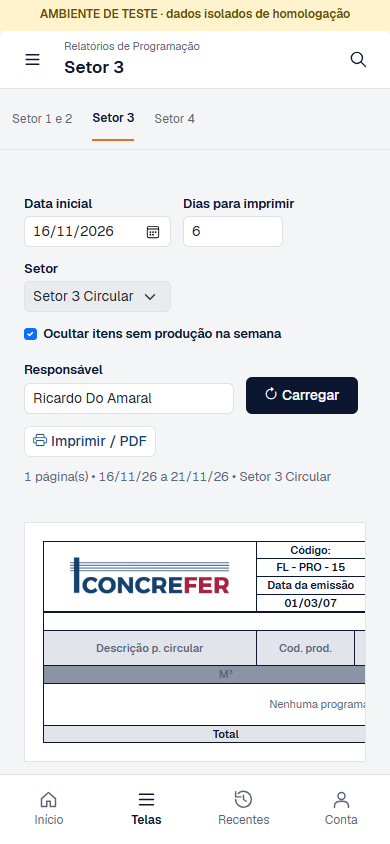 AMBIENTE DE TESTE · dados isolados de homologação
Relatórios de Programação
Setor 3
Setor 1 e 2 Setor 3 Setor 4
Data inicial Dias para imprimir
16/11/2026 6
Setor
Setor 3 Circular
Ocultar itens sem produção na semana
Responsável
Ricardo Do Amaral Carregar
Imprimir / PDF
1 página(s) • 16/11/26 a 21/11/26 • Setor 3 Circular
CONCREFER
Código:
FL - PRO - 15
Data da emissão
01/03/07
Descrição p. circular Cod. prod.
M³
Nenhuma programa
Total
Início Telas Recentes Conta